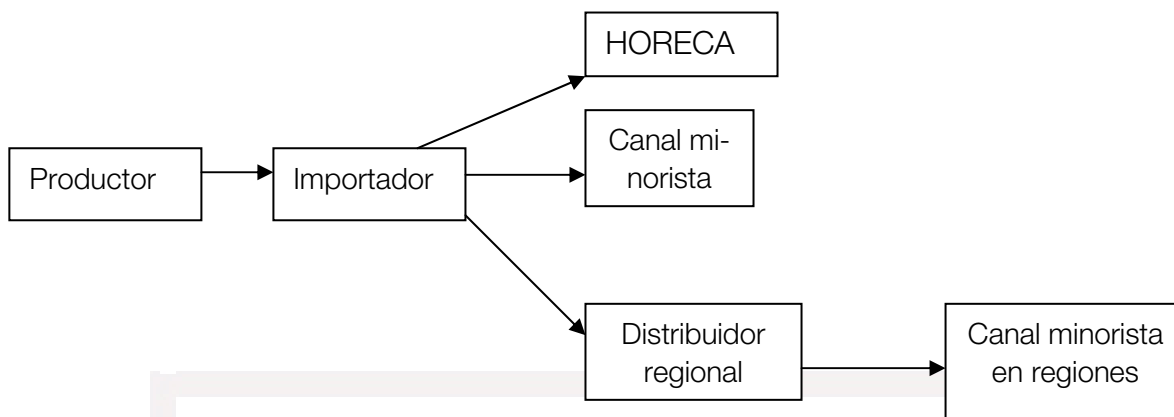 HORECA
Canal mi-
norista
Productor
Importador
Distribuidor
regional
Canal minorista
en regiones